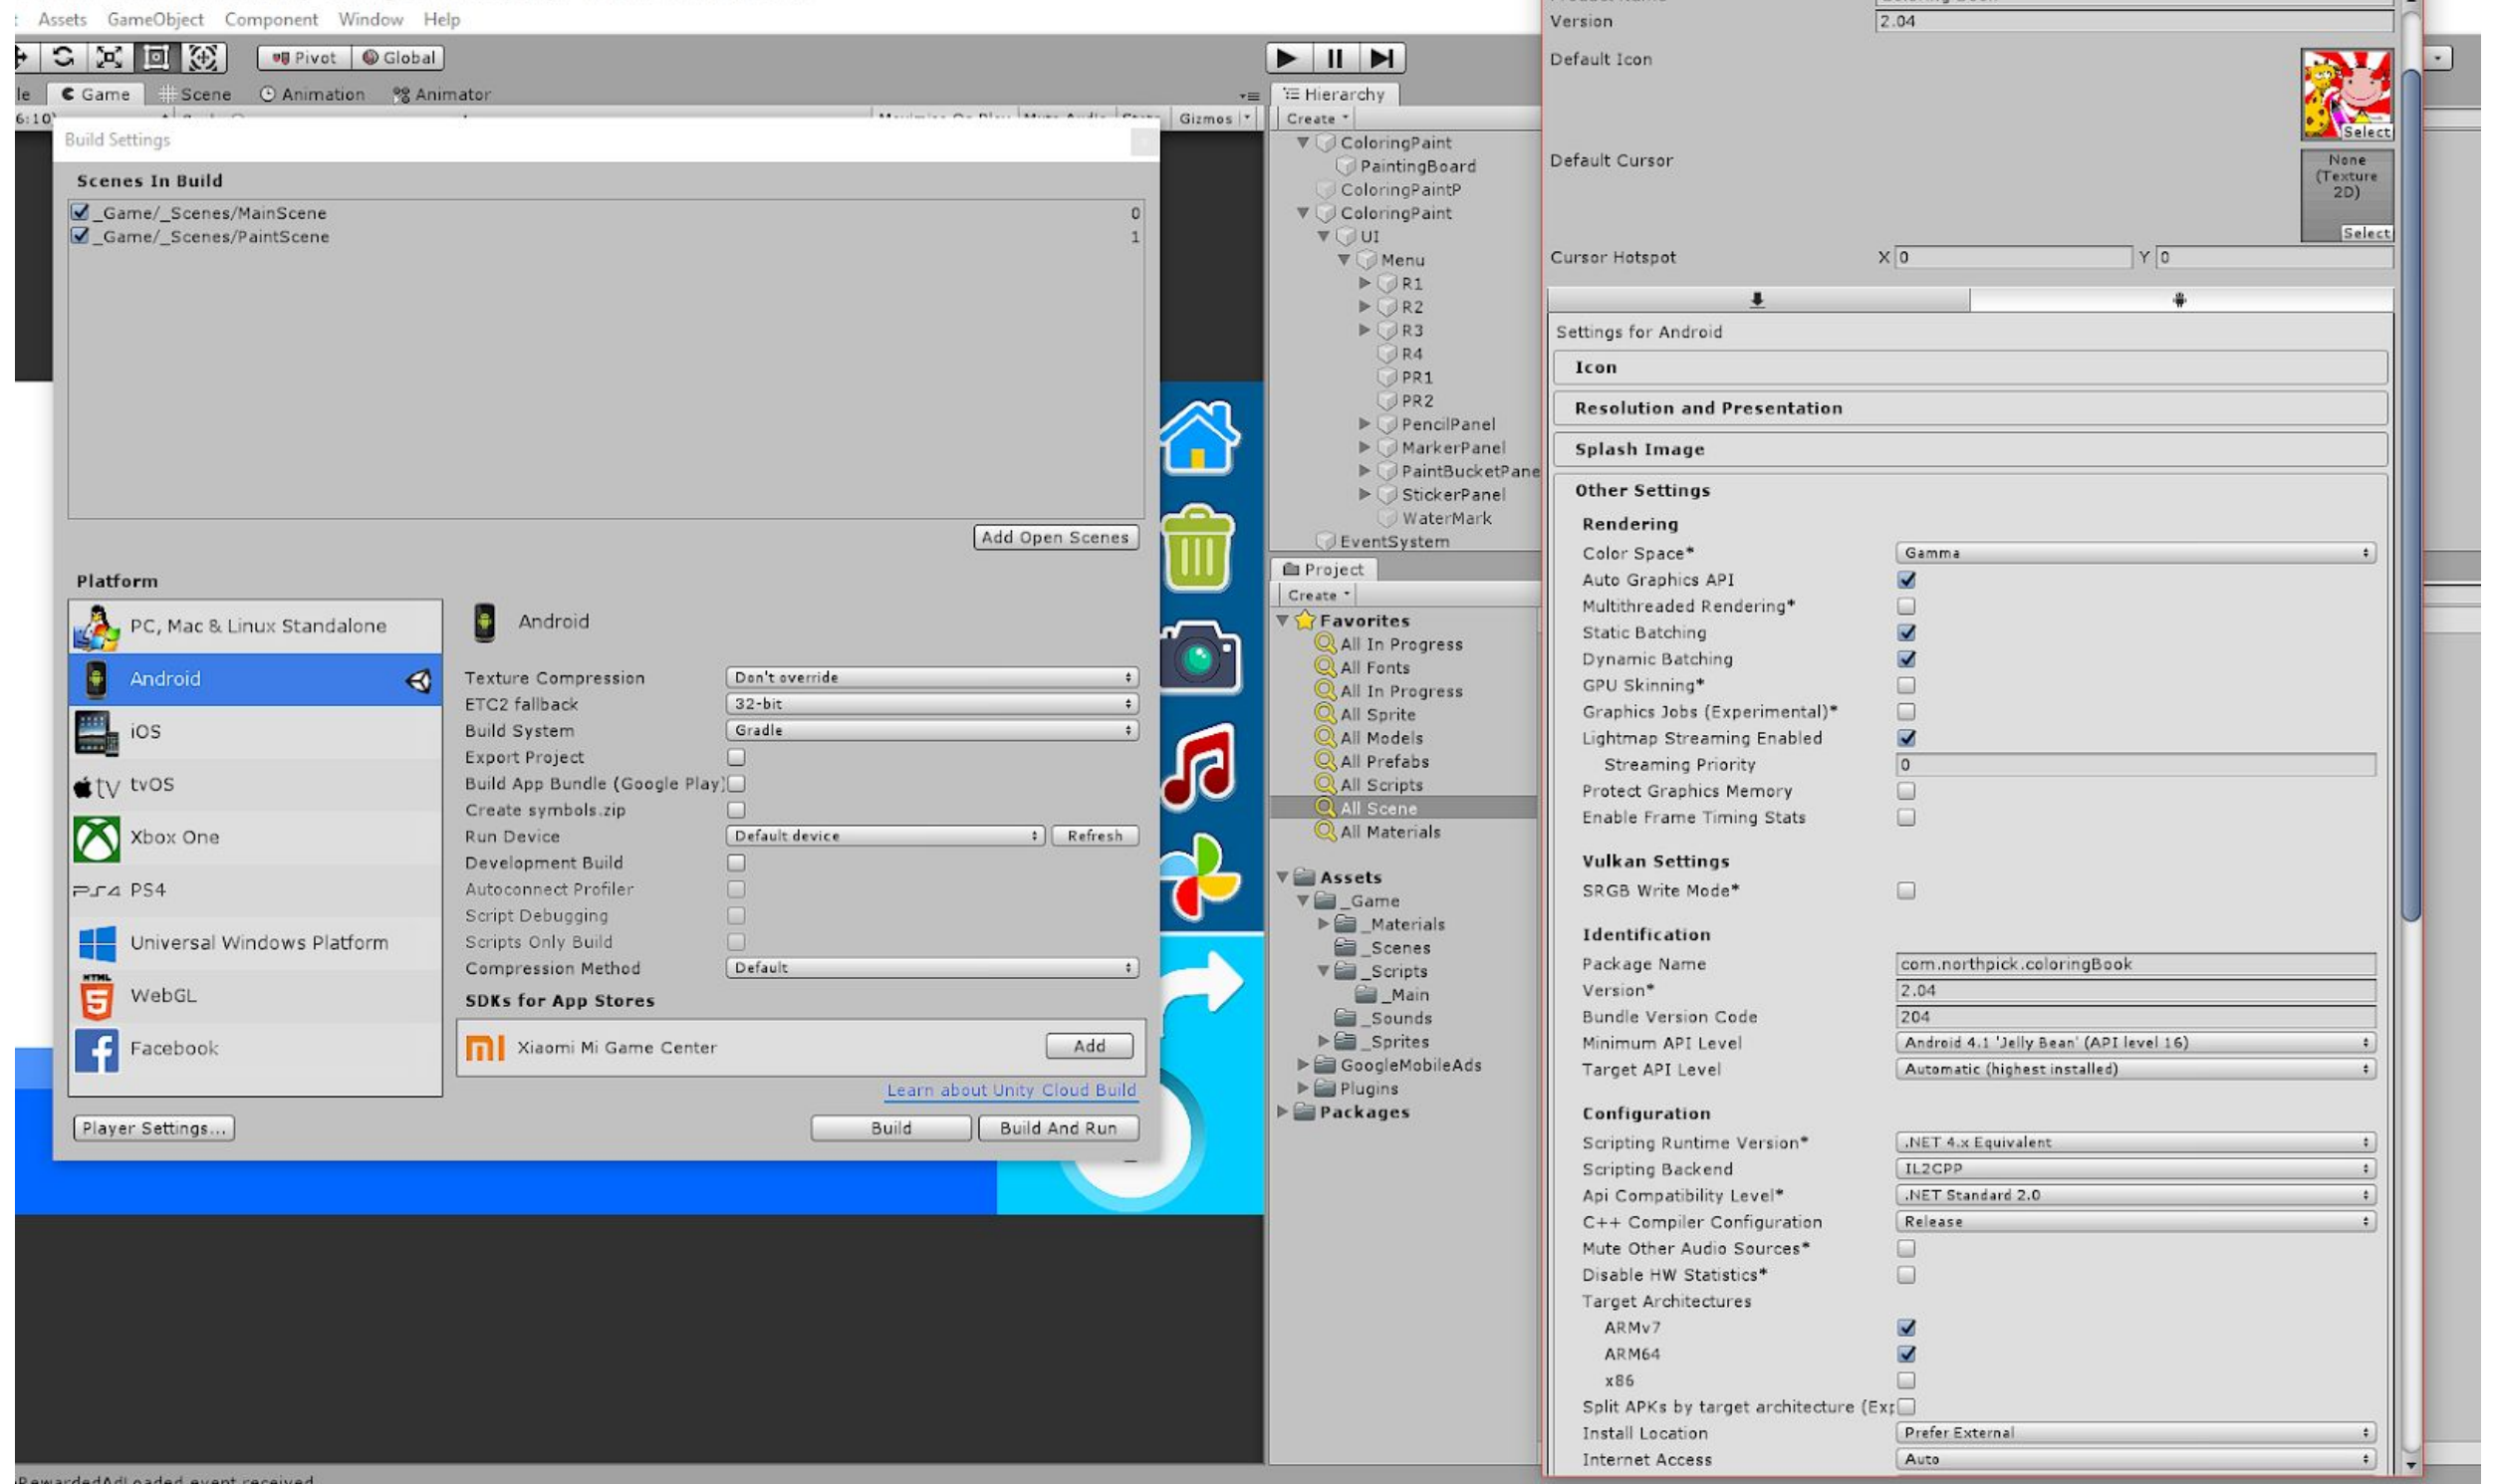 Assets GameObject Component Window Help
Pivot Global
Game Scene Animation Animator
Gizmos
Build Settings
Scenes In Build
_Game/_Scenes/MainScene 0
_Game/_Scenes/PaintScene 1
Add Open Scenes
Platform
PC, Mac & Linux Standalone
Android
iOS
tv tvOS
Xbox One
PS4 PS4
Universal Windows Platform
HTML 5 WebGL
Facebook
Player Settings...
Android
Texture Compression Don't override
ETC2 fallback 32-bit
Build System Gradle
Export Project
Build App Bundle (Google Play)
Create symbols.zip
Run Device Default device Refresh
Development Build
Autoconnect Profiler
Script Debugging
Scripts Only Build
Compression Method Default
SDKs for App Stores
Xiaomi Mi Game Center Add
Learn about Unity Cloud Build
Build Build And Run
RewardedAdLoaded event received
Hierarchy
Create
ColoringPaint
PaintingBoard
ColoringPaintP
ColoringPaint
UI
Menu
R1
R2
R3
R4
PR1
PR2
PencilPanel
MarkerPanel
PaintBucketPane
StickerPanel
WaterMark
EventSystem
Project
Create
Favorites
All In Progress
All Fonts
All In Progress
All Sprite
All Models
All Prefabs
All Scripts
All Scene
All Materials
Assets
_Game
_Materials
_Scenes
_Scripts
_Main
_Sounds
_Sprites
GoogleMobileAds
Plugins
Packages
Version 2.04
Default Icon
Select
Default Cursor
None
(Texture
2D)
Select
Cursor Hotspot X 0 Y 0
Settings for Android
Icon
Resolution and Presentation
Splash Image
Other Settings
Rendering
Color Space* Gamma
Auto Graphics API
Multithreaded Rendering*
Static Batching
Dynamic Batching
GPU Skinning*
Graphics Jobs (Experimental)*
Lightmap Streaming Enabled
Streaming Priority 0
Protect Graphics Memory
Enable Frame Timing Stats
Vulkan Settings
SRGB Write Mode*
Identification
Package Name com.northpick.coloringBook
Version* 2.04
Bundle Version Code 204
Minimum API Level Android 4.1 'Jelly Bean' (API level 16)
Target API Level Automatic (highest installed)
Configuration
Scripting Runtime Version* .NET 4.x Equivalent
Scripting Backend IL2CPP
Api Compatibility Level* .NET Standard 2.0
C++ Compiler Configuration Release
Mute Other Audio Sources*
Disable HW Statistics*
Target Architectures
ARMv7
ARM64
x86
Split APKs by target architecture (Exp
Install Location Prefer External
Internet Access Auto